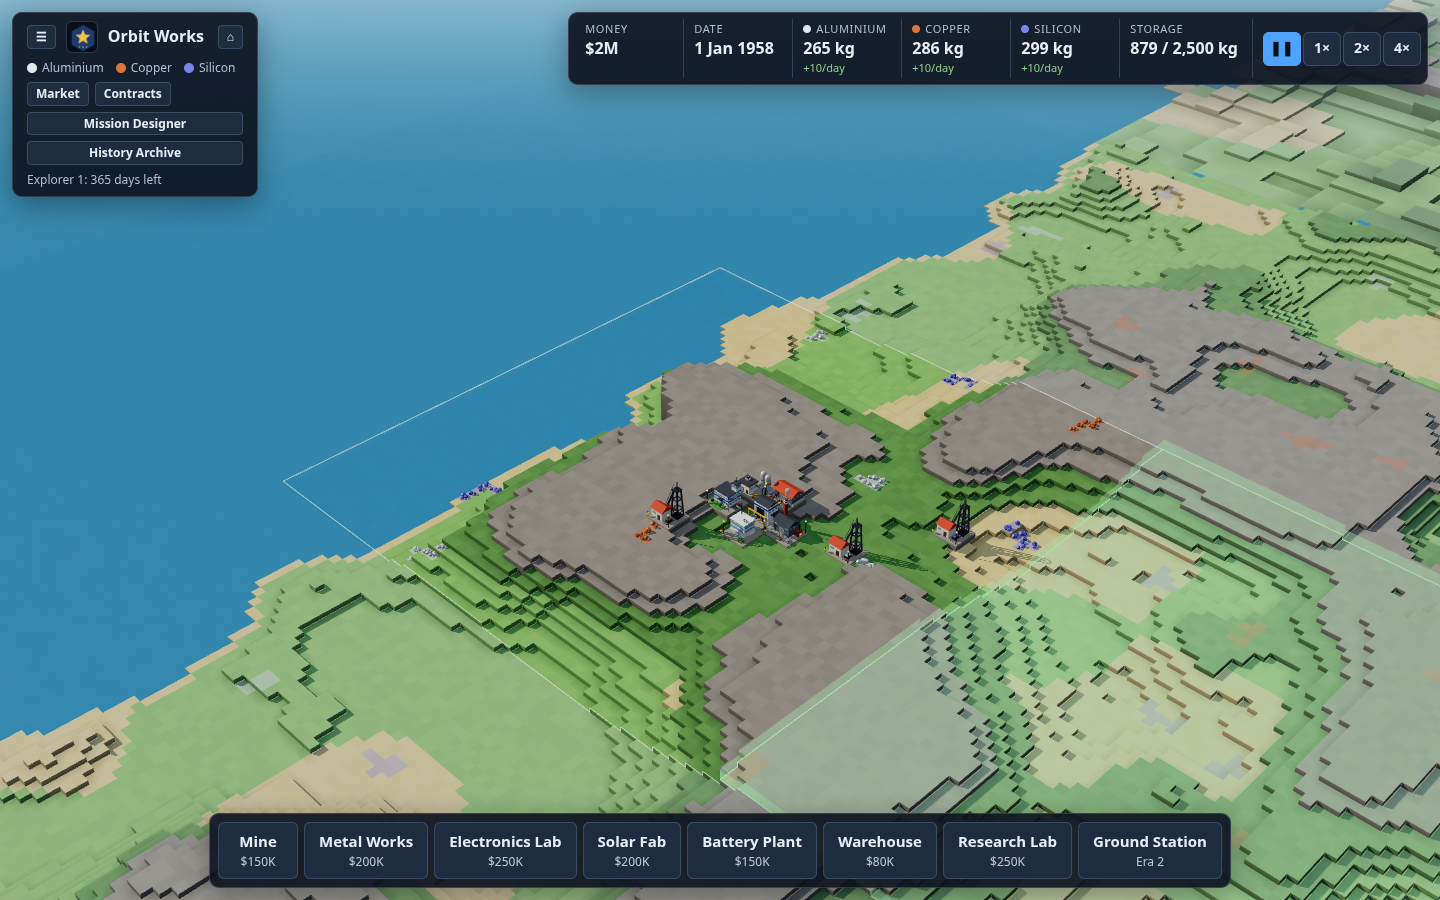 ☰ Orbit Works ⌂
Aluminium Copper Silicon
Market Contracts
Mission Designer
History Archive
Explorer 1: 365 days left
MONEY
$2M
DATE
1 Jan 1958
ALUMINIUM
265 kg
+10/day
COPPER
286 kg
+10/day
SILICON
299 kg
+10/day
STORAGE
879 / 2,500 kg
❚❚ 1× 2× 4×
Mine
$150K
Metal Works
$200K
Electronics Lab
$250K
Solar Fab
$200K
Battery Plant
$150K
Warehouse
$80K
Research Lab
$250K
Ground Station
Era 2